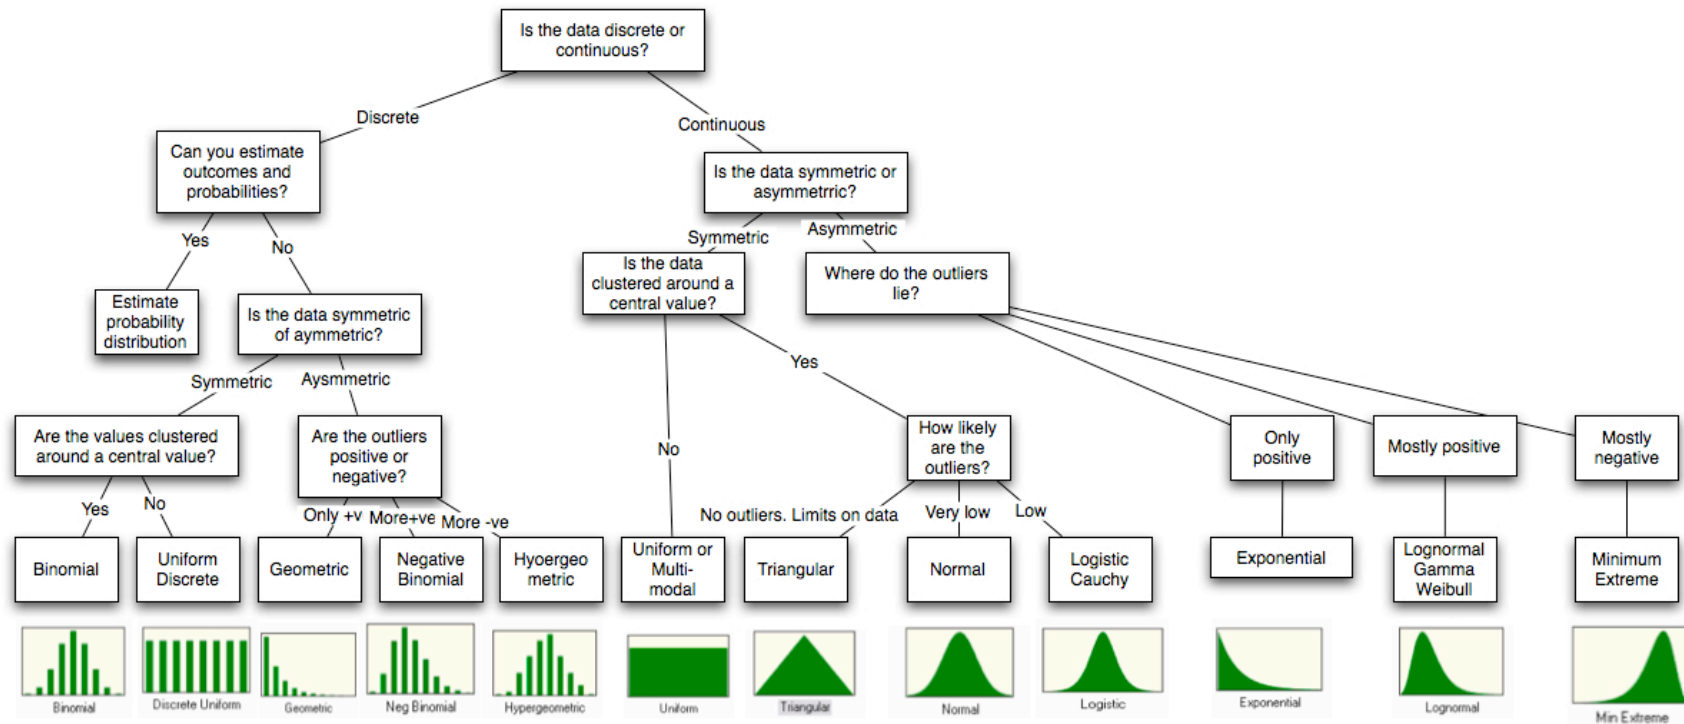 Is the data discrete or
continuous?
Discrete
Continuous
Can you estimate
outcomes and
probabilities?
Is the data symmetric or
asymmetrric?
Yes
No
Symmetric
Asymmetric
Estimate
probability
distribution
Is the data symmetric
of aymmetric?
Is the data
clustered around a
central value?
Where do the outliers
lie?
Symmetric
Aysmmetric
Yes
No
Are the values clustered
around a central value?
Are the outliers
positive or
negative?
How likely
are the
outliers?
Only
positive
Mostly positive
Mostly
negative
Yes
No
Only +v
More+ve
More -ve
No outliers. Limits on data
Very low
Low
Binomial
Uniform
Discrete
Geometric
Negative
Binomial
Hyoergeo
metric
Uniform or
Multi-
modal
Triangular
Normal
Logistic
Cauchy
Exponential
Lognormal
Gamma
Weibull
Minimum
Extreme
Binomial
Discrete Uniform
Geometric
Neg Binomial
Hypergeometric
Uniform
Triangular
Normal
Logistic
Exponential
Lognormal
Min Extreme